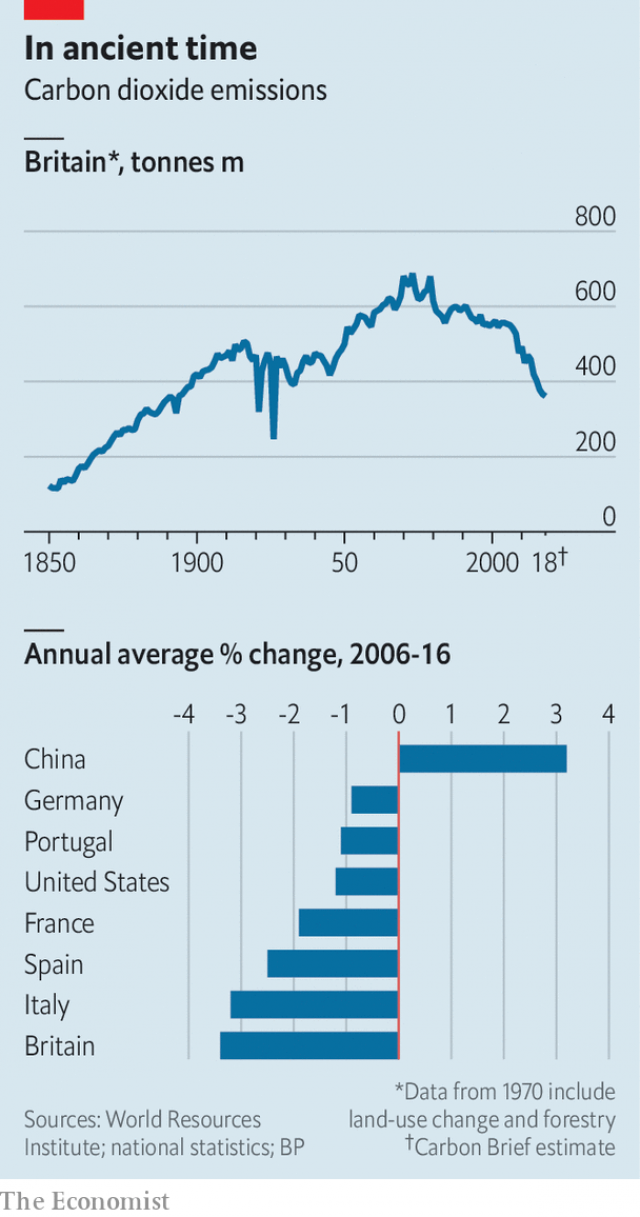 In ancient time
Carbon dioxide emissions
Britain*, tonnes m
800
600
400
200
0
1850 1900 50 2000 18†
Annual average % change, 2006-16
-4 -3 -2 -1 0 1 2 3 4
China
Germany
Portugal
United States
France
Spain
Italy
Britain
*Data from 1970 include
Sources: World Resources land-use change and forestry
Institute; national statistics; BP †Carbon Brief estimate
The Economist